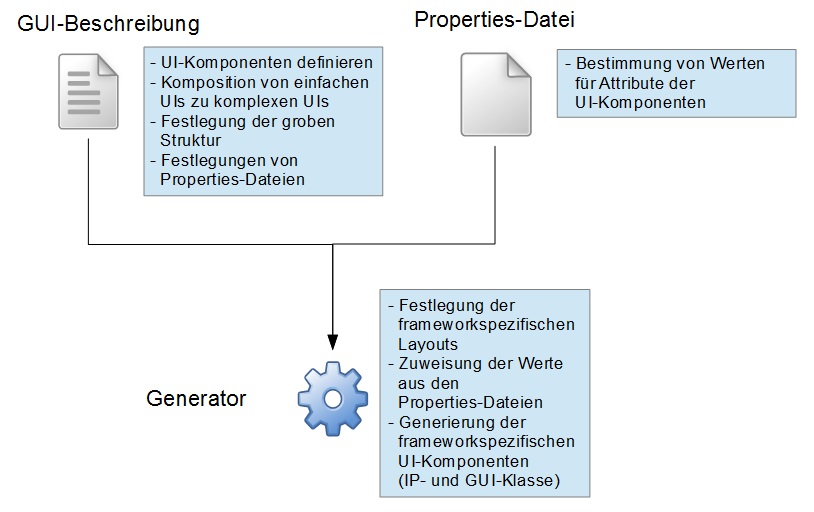 GUI-Beschreibung
- UI-Komponenten definieren
- Komposition von einfachen
UIs zu komplexen UIs
- Festlegung der groben
Struktur
- Festlegungen von
Properties-Dateien
Properties-Datei
- Bestimmung von Werten
für Attribute der
UI-Komponenten
Generator
- Festlegung der
frameworkspezifischen
Layouts
- Zuweisung der Werte
aus den
Properties-Dateien
- Generierung der
frameworkspezifischen
UI-Komponenten
(IP- und GUI-Klasse)